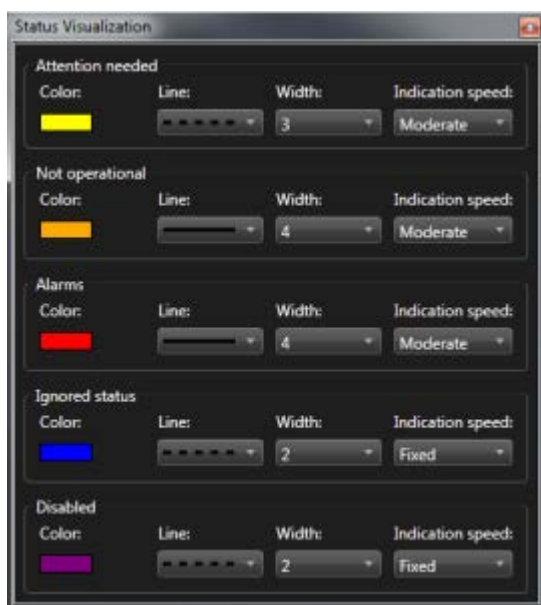 Status Visualization
Attention needed
Color: Line: Width: Indication speed:
3 Moderate
Not operational
Color: Line: Width: Indication speed:
4 Moderate
Alarms
Color: Line: Width: Indication speed:
4 Moderate
Ignored status
Color: Line: Width: Indication speed:
2 Fixed
Disabled
Color: Line: Width: Indication speed:
2 Fixed